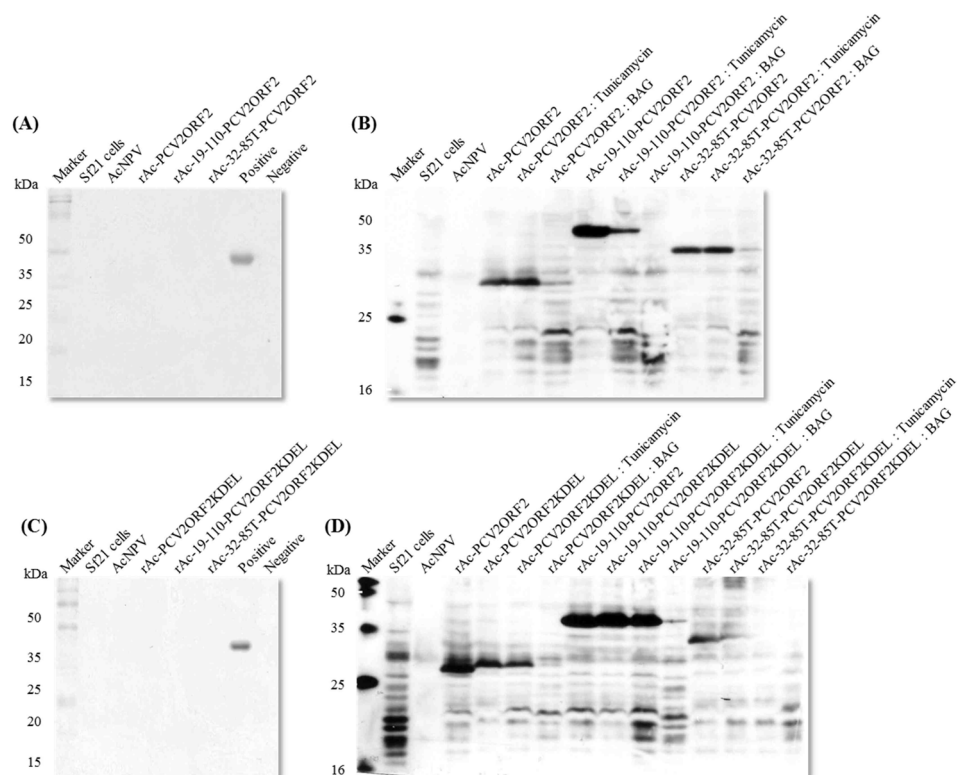 (A)
kDa
Marker
Sf21 cells
AcNPV
rAc-PCV2ORF2
rAc-19-110-PCV2ORF2
rAc-32-85T-PCV2ORF2
Positive
Negative
50
35
25
20
15
(B)
kDa
Marker
Sf21 cells
AcNPV
rAc-PCV2ORF2
rAc-PCV2ORF2 : Tunicamycin
rAc-PCV2ORF2 : BAG
rAc-19-110-PCV2ORF2
rAc-19-110-PCV2ORF2 : Tunicamycin
rAc-19-110-PCV2ORF2 : BAG
rAc-32-85T-PCV2ORF2
rAc-32-85T-PCV2ORF2 : Tunicamycin
rAc-32-85T-PCV2ORF2 : BAG
50
35
25
16
(C)
kDa
Marker
Sf21 cells
AcNPV
rAc-PCV2ORF2KDEL
rAc-19-110-PCV2ORF2KDEL
rAc-32-85T-PCV2ORF2KDEL
Positive
Negative
50
35
25
20
15
(D)
kDa
Marker
Sf21 cells
AcNPV
rAc-PCV2ORF2
rAc-PCV2ORF2KDEL
rAc-PCV2ORF2KDEL : Tunicamycin
rAc-PCV2ORF2KDEL : BAG
rAc-19-110-PCV2ORF2
rAc-19-110-PCV2ORF2KDEL
rAc-19-110-PCV2ORF2KDEL : Tunicamycin
rAc-19-110-PCV2ORF2KDEL : BAG
rAc-32-85T-PCV2ORF2
rAc-32-85T-PCV2ORF2KDEL
rAc-32-85T-PCV2ORF2KDEL : Tunicamycin
rAc-32-85T-PCV2ORF2KDEL : BAG
50
35
25
16